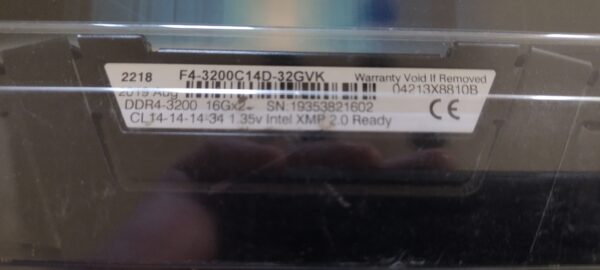 2218 F4-3200C14D-32GVK Warranty Void If Removed
2019 Aug 04213X8810B
DDR4-3200 16Gx2 SN:19353821602
CL14-14-14-34 1.35v Intel XMP 2.0 Ready CE